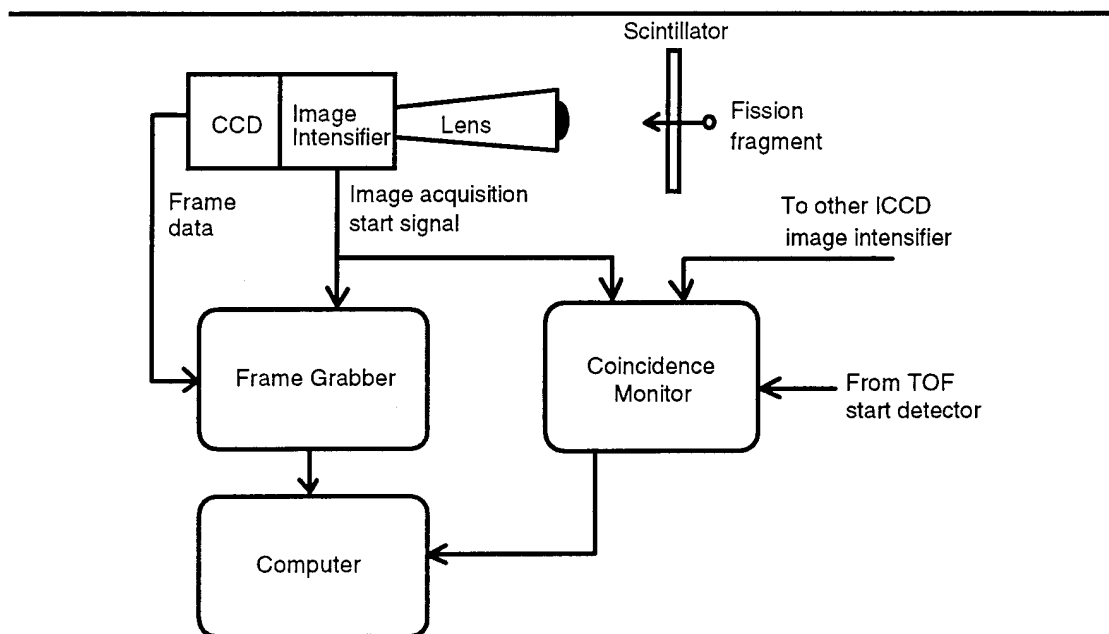 Scintillator
CCD
Image
Intensifier
Lens
Fission
fragment
Frame
data
Image acquisition
start signal
To other ICCD
image intensifier
Frame Grabber
Coincidence
Monitor
From TOF
start detector
Computer